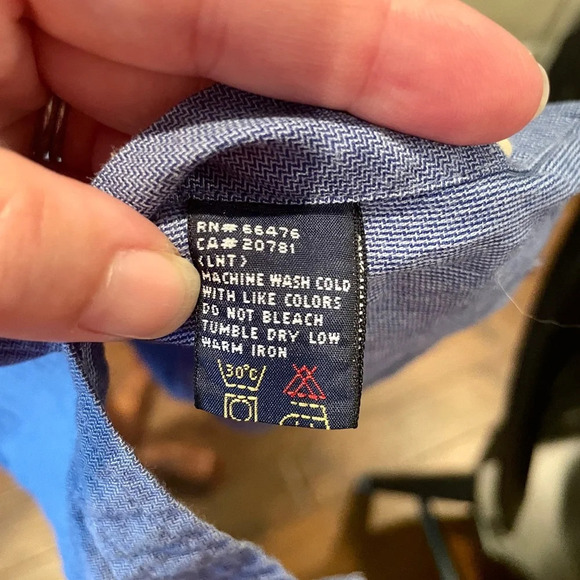 RN# 66476
CA# 20781
(LNT)
MACHINE WASH COLD
WITH LIKE COLORS
DO NOT BLEACH
TUMBLE DRY LOW
WARM IRON
30°C